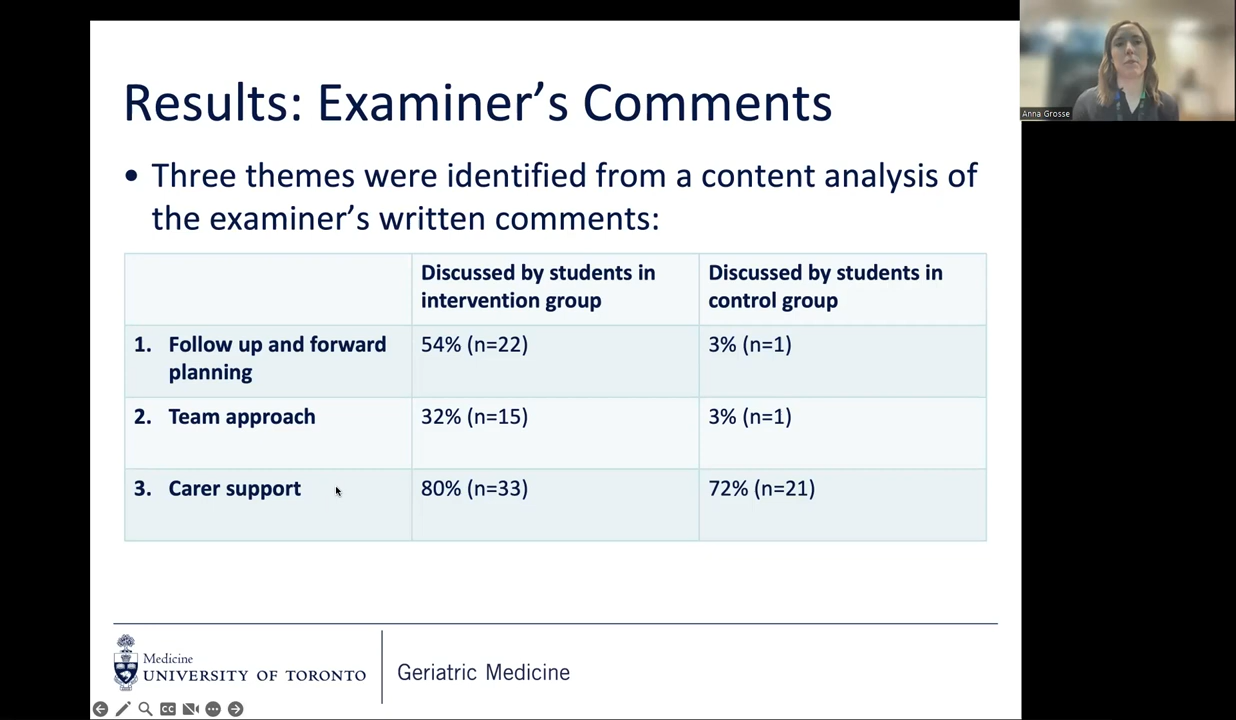 Results: Examiner's Comments
• Three themes were identified from a content analysis of
the examiner's written comments:
Discussed by students in
intervention group
Discussed by students in
control group
1. Follow up and forward
planning
54% (n=22)
3% (n=1)
2. Team approach
32% (n=15)
3% (n=1)
3. Carer support
80% (n=33)
72% (n=21)
Medicine
UNIVERSITY OF TORONTO
Geriatric Medicine
CC
Anna Grosse